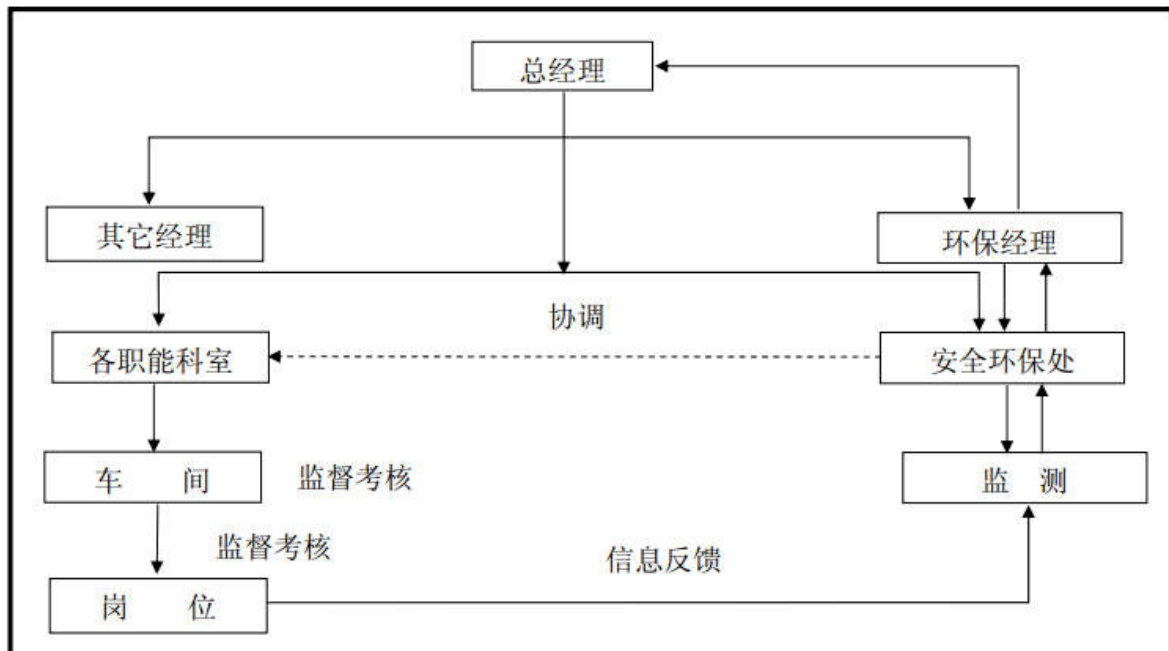 总经理
其它经理
环保经理
协调
各职能科室
安全环保处
车 间
监督考核
监 测
监督考核
信息反馈
岗 位